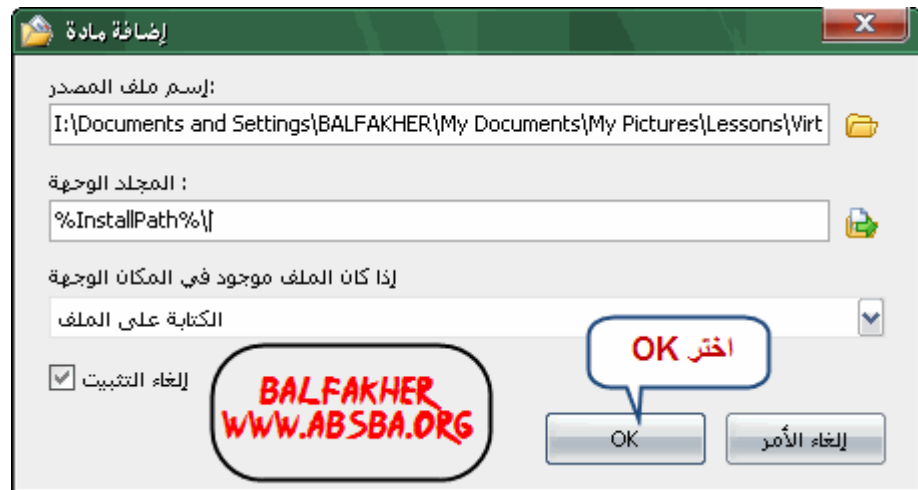 إضافة مادة
إسم ملف المصدر:
I:\Documents and Settings\BALFAKHER\My Documents\My Pictures\Lessons\Virt
المجلد الوجهة :
%InstallPath%\
إذا كان الملف موجود في المكان الوجهة
الكتابة على الملف
اختر OK
إلغاء التثبيت
BALFAKHER
WWW.ABSBA.ORG
OK
إلغاء الأمر